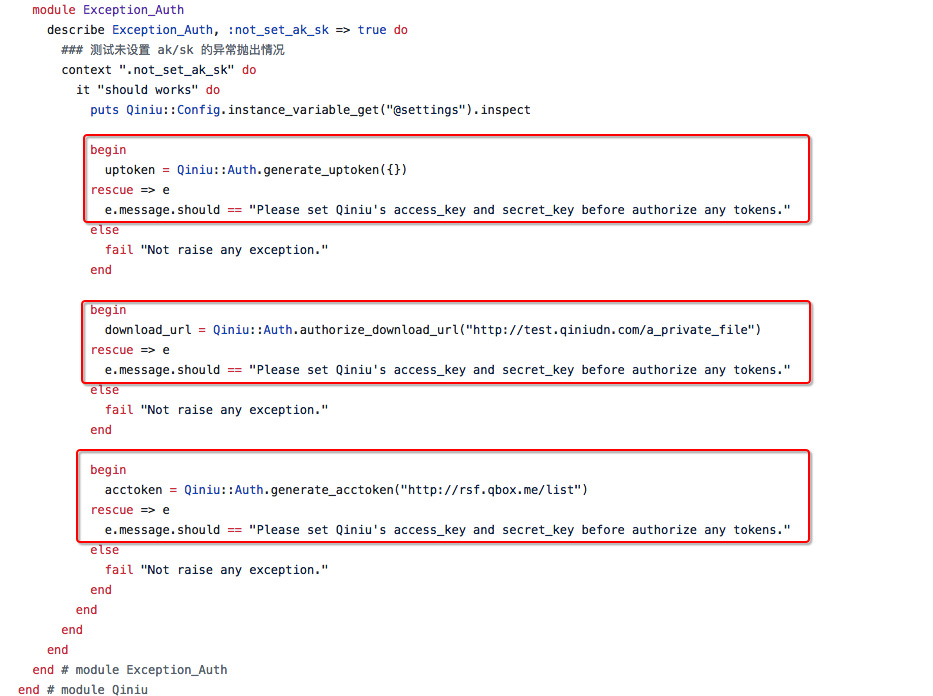 module Exception_Auth
describe Exception_Auth, :not_set_ak_sk => true do
### 测试未设置 ak/sk 的异常抛出情况
context ".not_set_ak_sk" do
it "should works" do
puts Qiniu::Config.instance_variable_get("@settings").inspect
begin
uptoken = Qiniu::Auth.generate_uptoken({})
rescue => e
e.message.should == "Please set Qiniu's access_key and secret_key before authorize any tokens."
else
fail "Not raise any exception."
end
begin
download_url = Qiniu::Auth.authorize_download_url("http://test.qiniudn.com/a_private_file")
rescue => e
e.message.should == "Please set Qiniu's access_key and secret_key before authorize any tokens."
else
fail "Not raise any exception."
end
begin
acctoken = Qiniu::Auth.generate_acctoken("http://rsf.qbox.me/list")
rescue => e
e.message.should == "Please set Qiniu's access_key and secret_key before authorize any tokens."
else
fail "Not raise any exception."
end
end
end
end
end # module Exception_Auth
end # module Qiniu